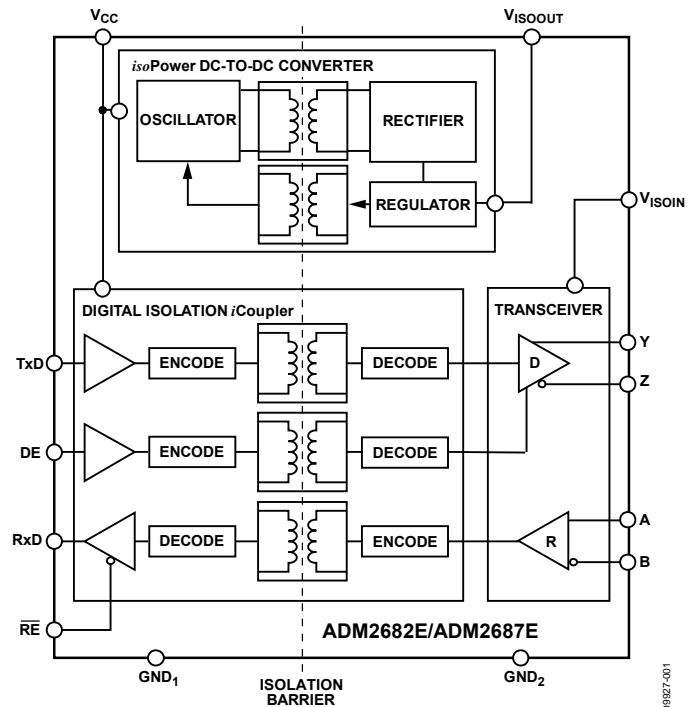 VCC
VISOOUT
isoPower DC-TO-DC CONVERTER
OSCILLATOR
RECTIFIER
REGULATOR
VISOIN
DIGITAL ISOLATION iCoupler
TRANSCEIVER
TxD
ENCODE
DECODE
D
Y
Z
DE
ENCODE
DECODE
RxD
DECODE
ENCODE
R
A
B
RE
ADM2682E/ADM2687E
GND1
ISOLATION
BARRIER
GND2
09927-001